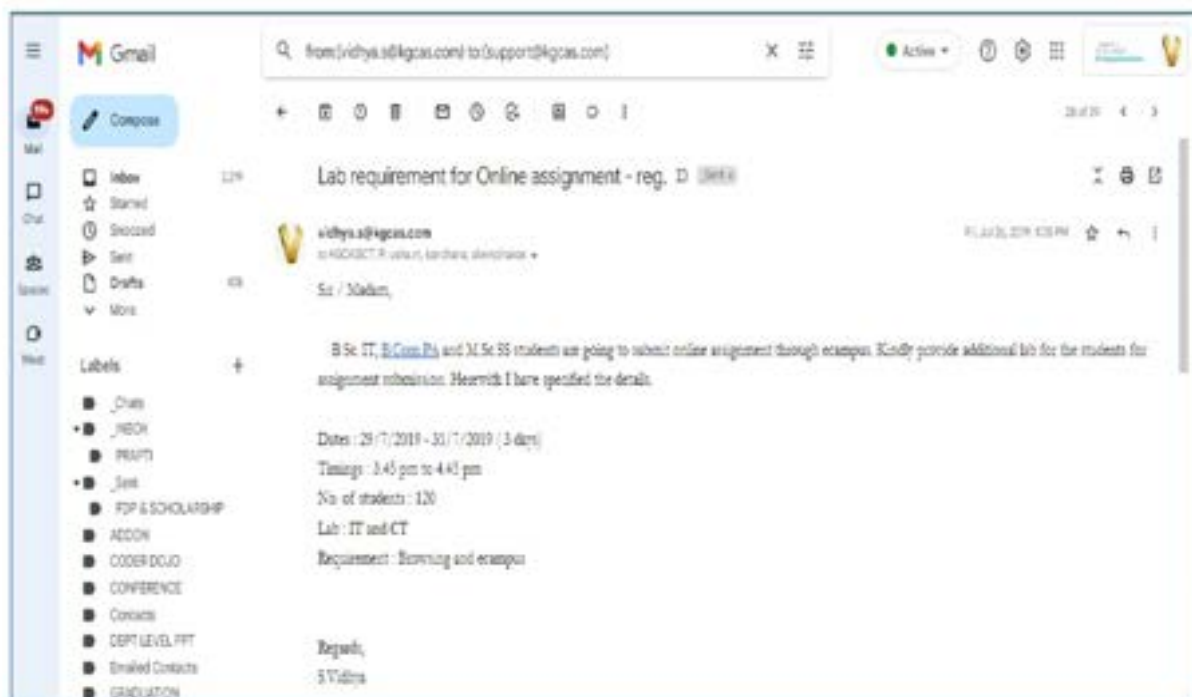 Gmail
from:(vidhya.s@kgcas.com) to:(support@kgcas.com)
Active
Compose
Mail
Chat
Spaces
Meet
Inbox
Starred
Snoozed
Sent
Drafts
More
Labels
_Chats
_INBOX
_Sent
FDP & SCHOLARSHIP
ADDON
CODER DOJO
CONFERENCE
Contacts
DEPT LEVEL PPT
Emailed Contacts
GRADUATION
Lab requirement for Online assignment - reg.
vidhya.s@kgcas.com
Sir / Madam,
B.Sc IT, B.Com PA and M.Sc SS students are going to submit online assignment through ecampus. Kindly provide additional lab for the students for
assignment submission. Herewith I have specified the details.
Dates : 29/7/2019 - 31/7/2019 ( 3 days)
Timings : 3.45 pm to 4.45 pm
No. of students : 120
Lab : IT and CT
Requirement : Browsing and ecampus
Regards,
S.Vidhya